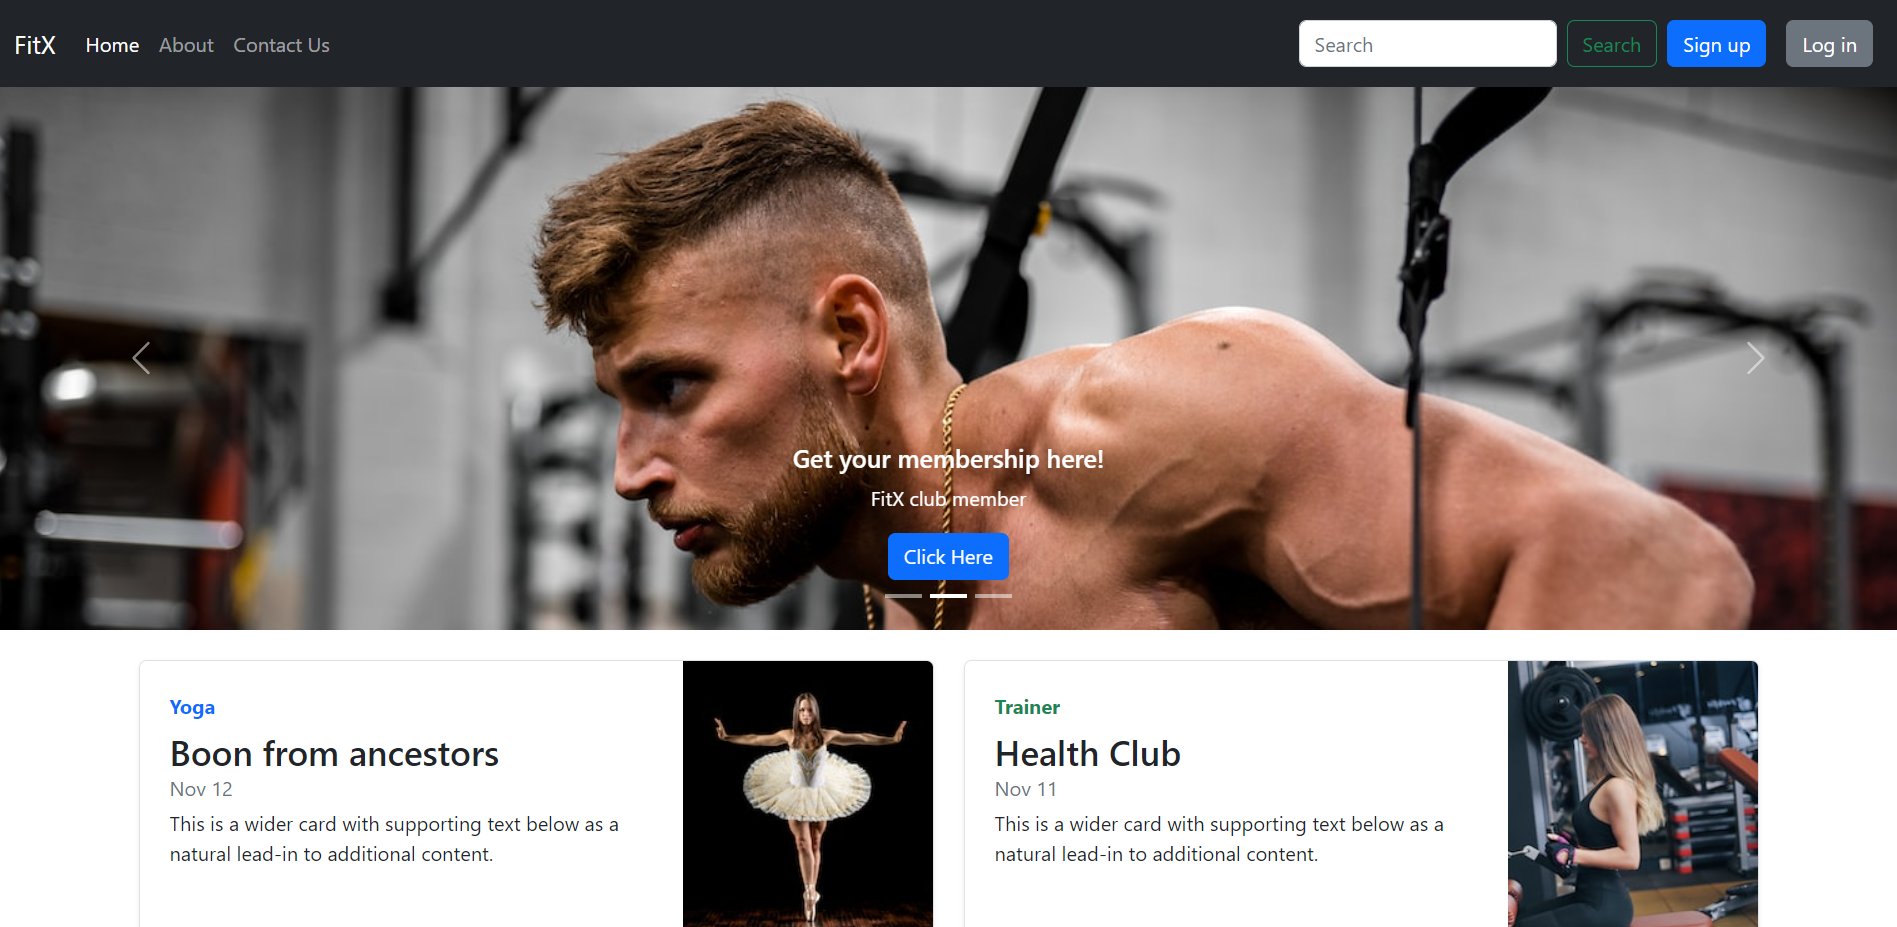 FitX Home About Contact Us Search Search Sign up Log in
Get your membership here!
FitX club member
Click Here
Yoga
Boon from ancestors
Nov 12
This is a wider card with supporting text below as a
natural lead-in to additional content.
Trainer
Health Club
Nov 11
This is a wider card with supporting text below as a
natural lead-in to additional content.